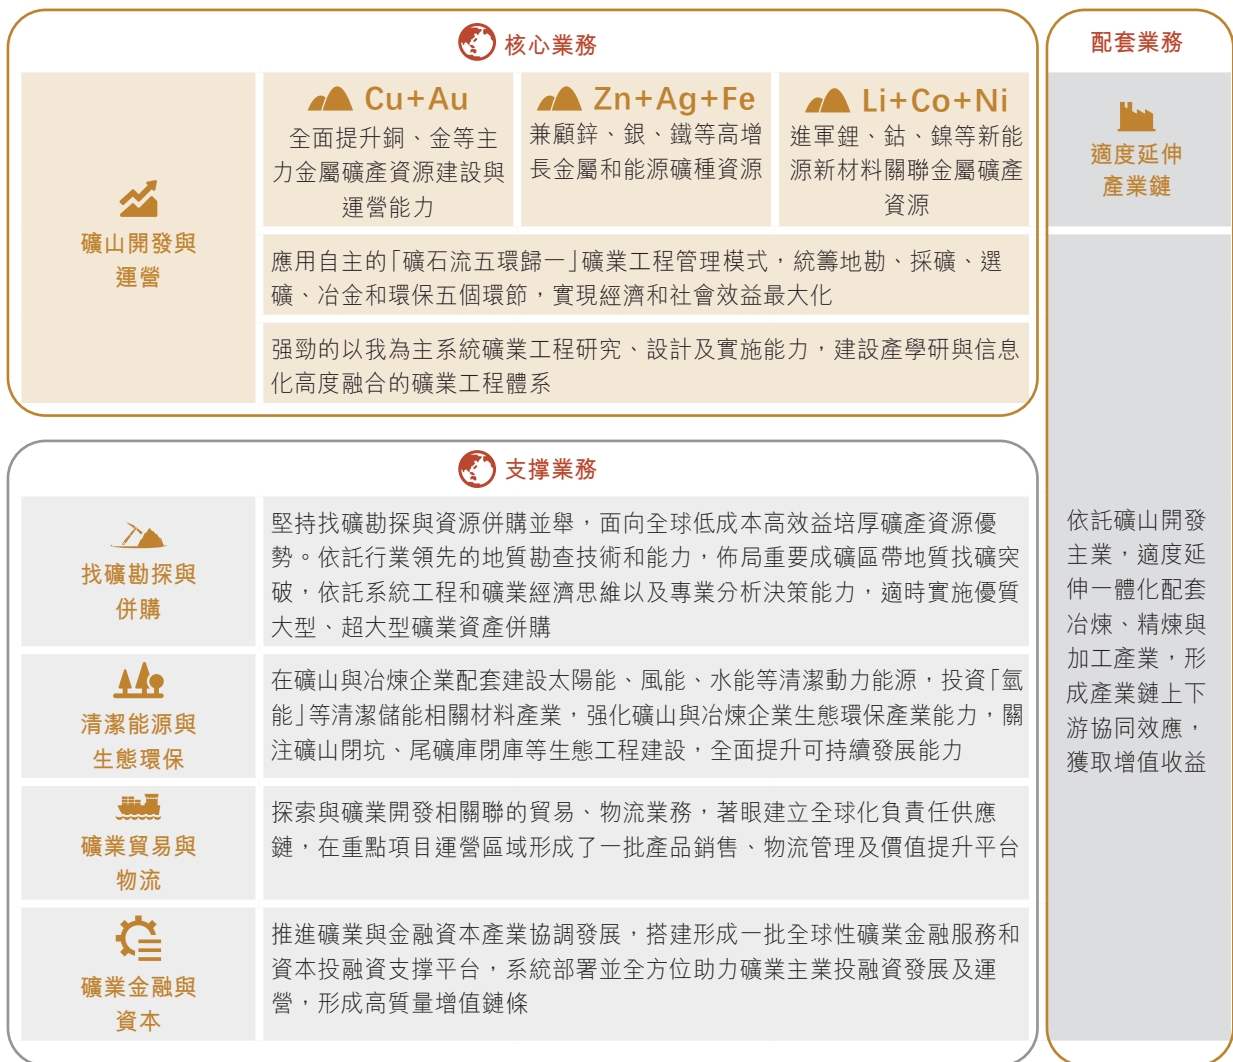 核心業務
礦山開發與
運營
Cu+Au
全面提升銅、金等主
力金屬礦產資源建設與
運營能力
Zn+Ag+Fe
兼顧鋅、銀、鐵等高增
長金屬和能源礦種資源
Li+Co+Ni
進軍鋰、鈷、鎳等新能
源新材料關聯金屬礦產
資源
應用自主的「礦石流五環歸一」礦業工程管理模式，統籌地勘、採礦、選
礦、冶金和環保五個環節，實現經濟和社會效益最大化
强勁的以我為主系統礦業工程研究、設計及實施能力，建設產學研與信息
化高度融合的礦業工程體系
支撑業務
找礦勘探與
併購
堅持找礦勘探與資源併購並舉，面向全球低成本高效益培厚礦產資源優
勢。依託行業領先的地質勘查技術和能力，佈局重要成礦區帶地質找礦突
破，依託系統工程和礦業經濟思維以及專業分析決策能力，適時實施優質
大型、超大型礦業資產併購
清潔能源與
生態環保
在礦山與冶煉企業配套建設太陽能、風能、水能等清潔動力能源，投資「氫
能」等清潔儲能相關材料產業，强化礦山與冶煉企業生態環保產業能力，關
注礦山閉坑、尾礦庫閉庫等生態工程建設，全面提升可持續發展能力
礦業貿易與
物流
探索與礦業開發相關聯的貿易、物流業務，著眼建立全球化負責任供應
鏈，在重點項目運營區域形成了一批產品銷售、物流管理及價值提升平台
礦業金融與
資本
推進礦業與金融資本產業協調發展，搭建形成一批全球性礦業金融服務和
資本投融資支撑平台，系統部署並全方位助力礦業主業投融資發展及運
營，形成高質量增值鏈條
配套業務
適度延伸
產業鏈
依託礦山開發
主業，適度延
伸一體化配套
冶煉、精煉與
加工產業，形
成產業鏈上下
游協同效應，
獲取增值收益